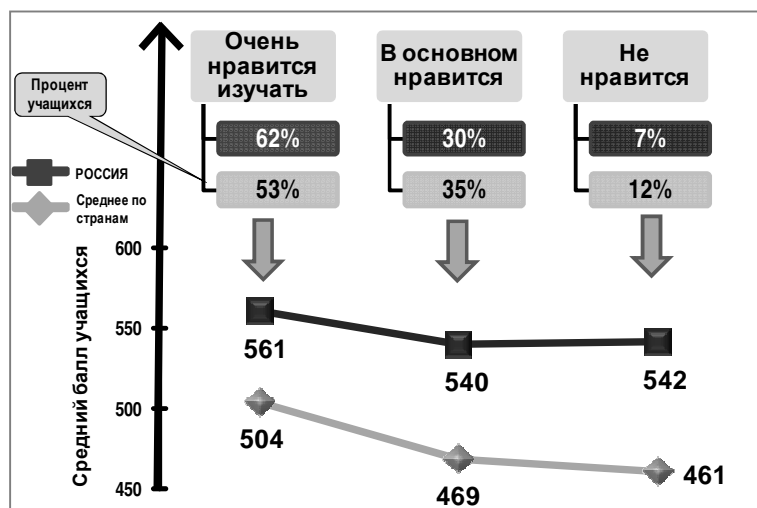 Очень
нравится
изучать
В основном
нравится
Не
нравится
Процент
учащихся
62%
30%
7%
53%
35%
12%
РОССИЯ
Среднее по
странам
Средний балл учащихся
600
550
500
450
561
540
542
504
469
461